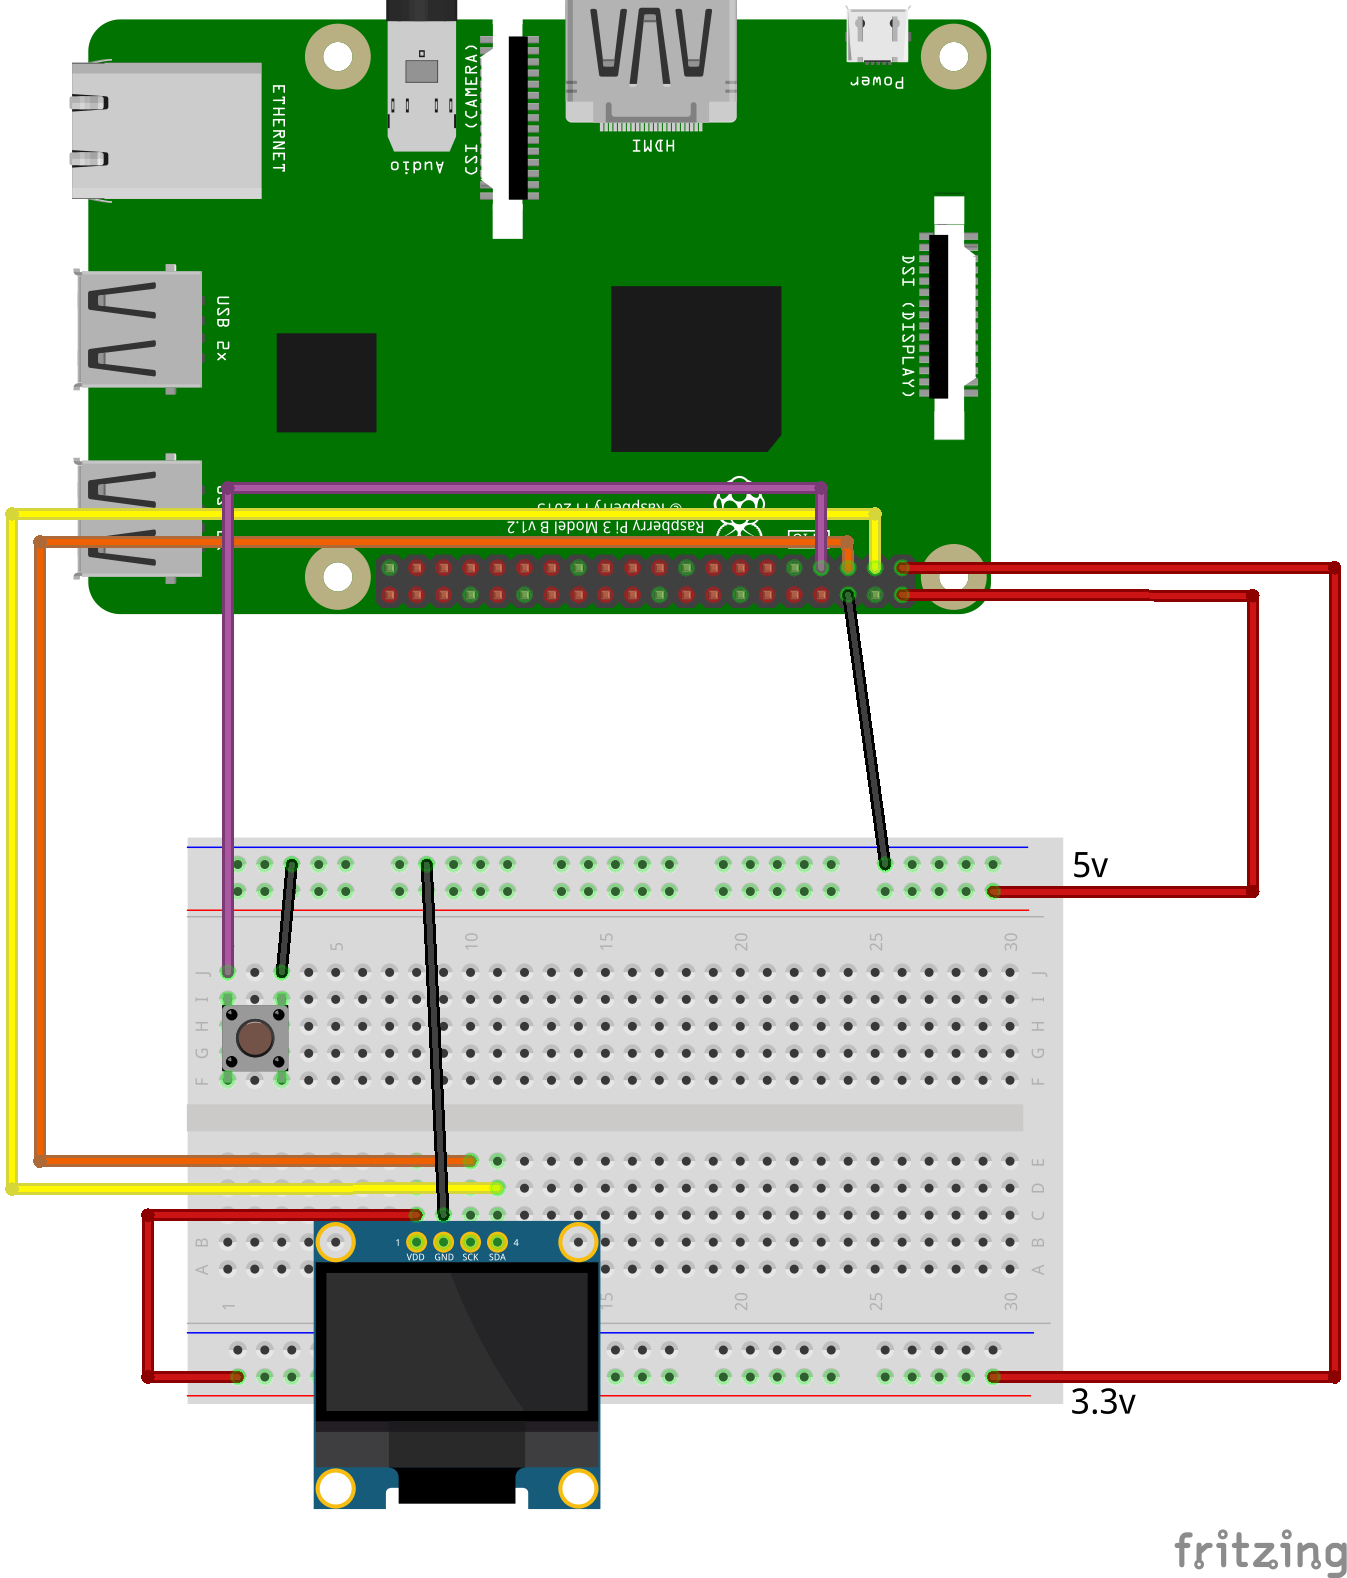 ETHERNET
Audio
CSI (CAMERA)
HDMI
Power
DSI (DISPLAY)
USB 2x
© Raspberry Pi 2015
Raspberry Pi 3 Model B v1.2
5v
5
10
15
20
25
30
J
J
I
I
H
H
G
G
F
F
E
D
C
B
B
A
A
1
4
VDD
GND
SCK
SDA
1
15
20
25
30
3.3v
fritzing